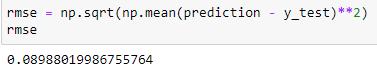 rmse = np.sqrt(np.mean(prediction - y_test)**2)
rmse
0.08988019986755764